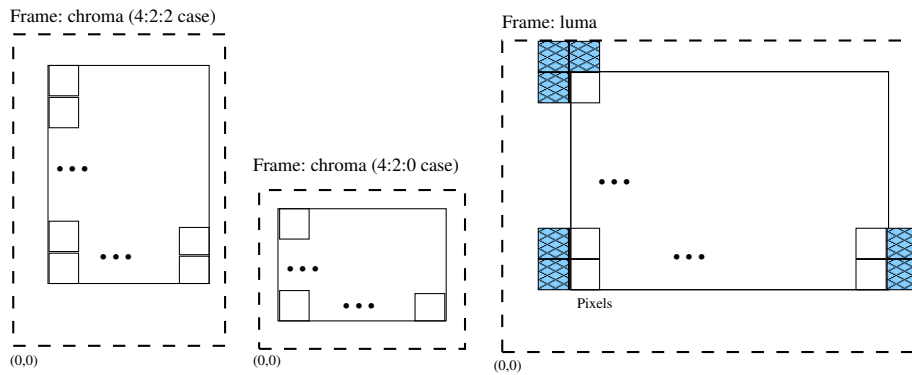 Frame: chroma (4:2:2 case)
Frame: luma
Frame: chroma (4:2:0 case)
Pixels
(0,0)
(0,0)
(0,0)